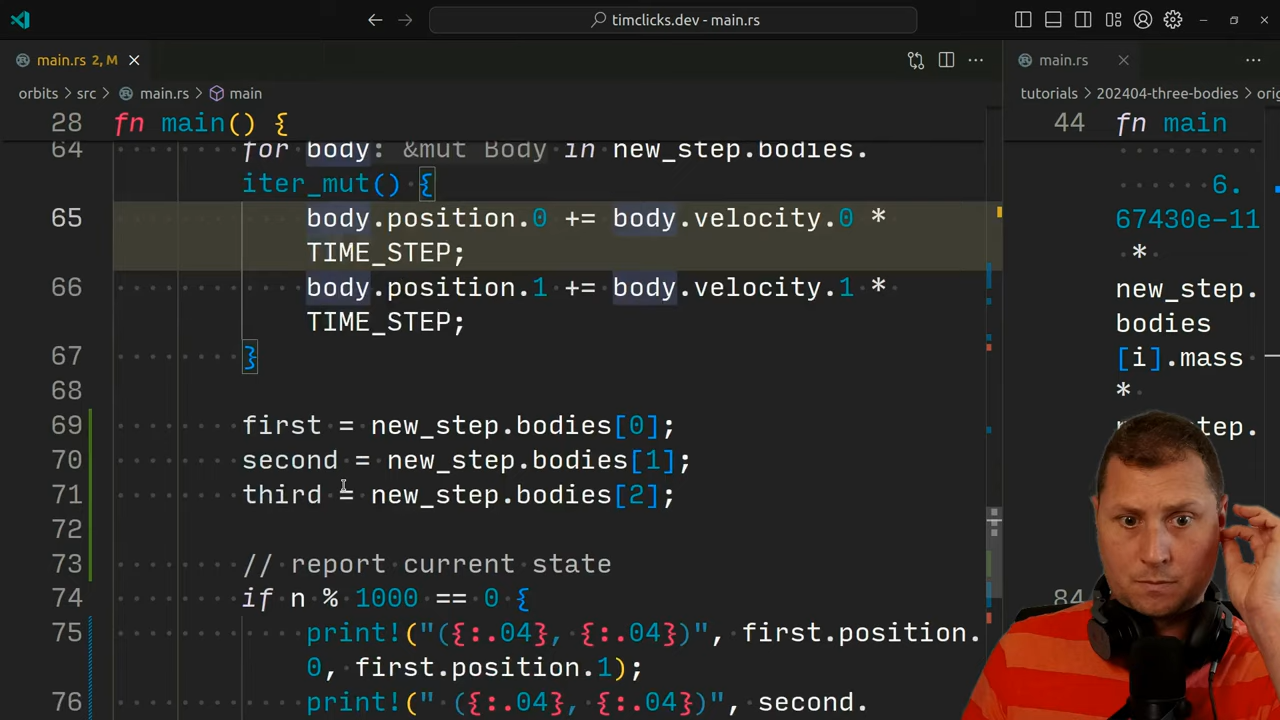 timclicks.dev - main.rs
main.rs 2, M
main.rs
orbits > src > main.rs > main
tutorials > 202404-three-bodies > orig
28 fn main() {
44 fn main
64 for body: &mut Body in new_step.bodies.
iter_mut() {
65 body.position.0 += body.velocity.0 *
TIME_STEP;
66 body.position.1 += body.velocity.1 *
TIME_STEP;
67 }
68
69 first = new_step.bodies[0];
70 second = new_step.bodies[1];
71 third = new_step.bodies[2];
72
73 // report current state
74 if n % 1000 == 0 {
75 print!("({:.04}, {:.04})", first.position.
0, first.position.1);
76 print!(" ({:.04}, {:.04})", second.
6.
67430e-11
*
new_step.
bodies
[i].mass
*
84